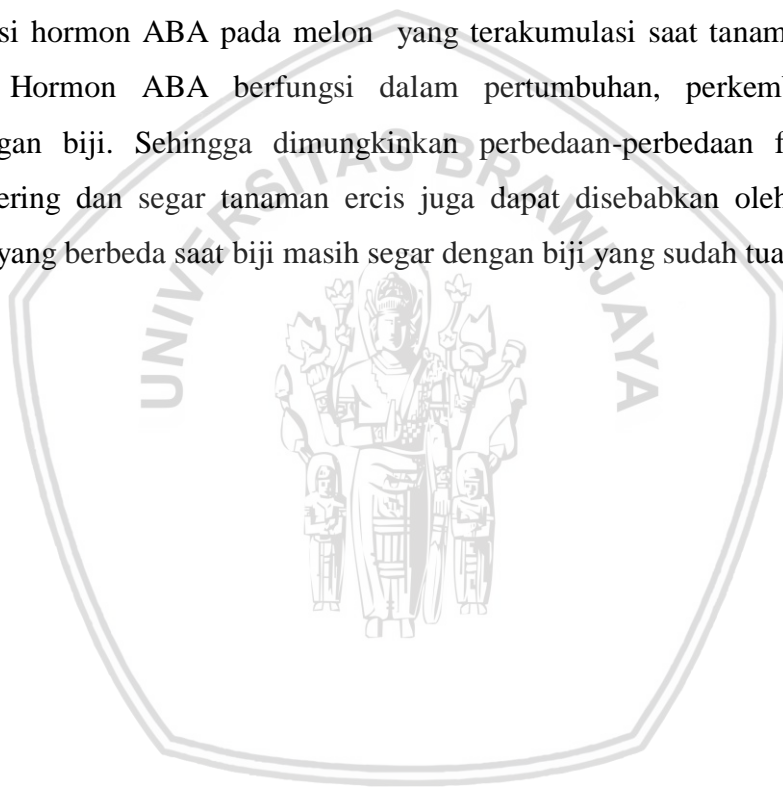 si hormon ABA pada melon yang terakumulasi saat tanam
Hormon ABA berfungsi dalam pertumbuhan, perkemb
gan biji. Sehingga dimungkinkan perbedaan-perbedaan f
ering dan segar tanaman ercis juga dapat disebabkan oleh
yang berbeda saat biji masih segar dengan biji yang sudah tua
UNIVERSITAS BRAWIJAYA